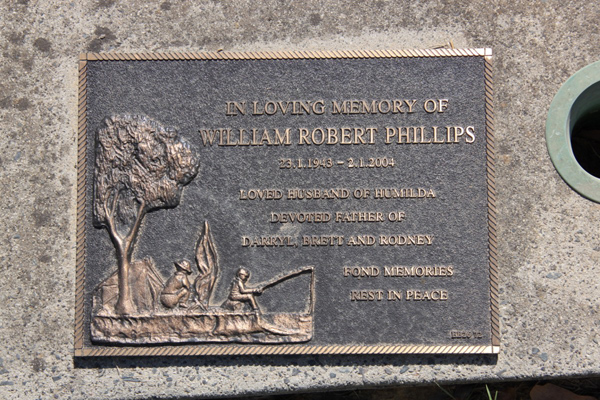 IN LOVING MEMORY OF
WILLIAM ROBERT PHILLIPS
23.1.1943 - 2.1.2004
LOVED HUSBAND OF HUMILDA
DEVOTED FATHER OF
DARRYL, BRETT AND RODNEY
FOND MEMORIES
REST IN PEACE